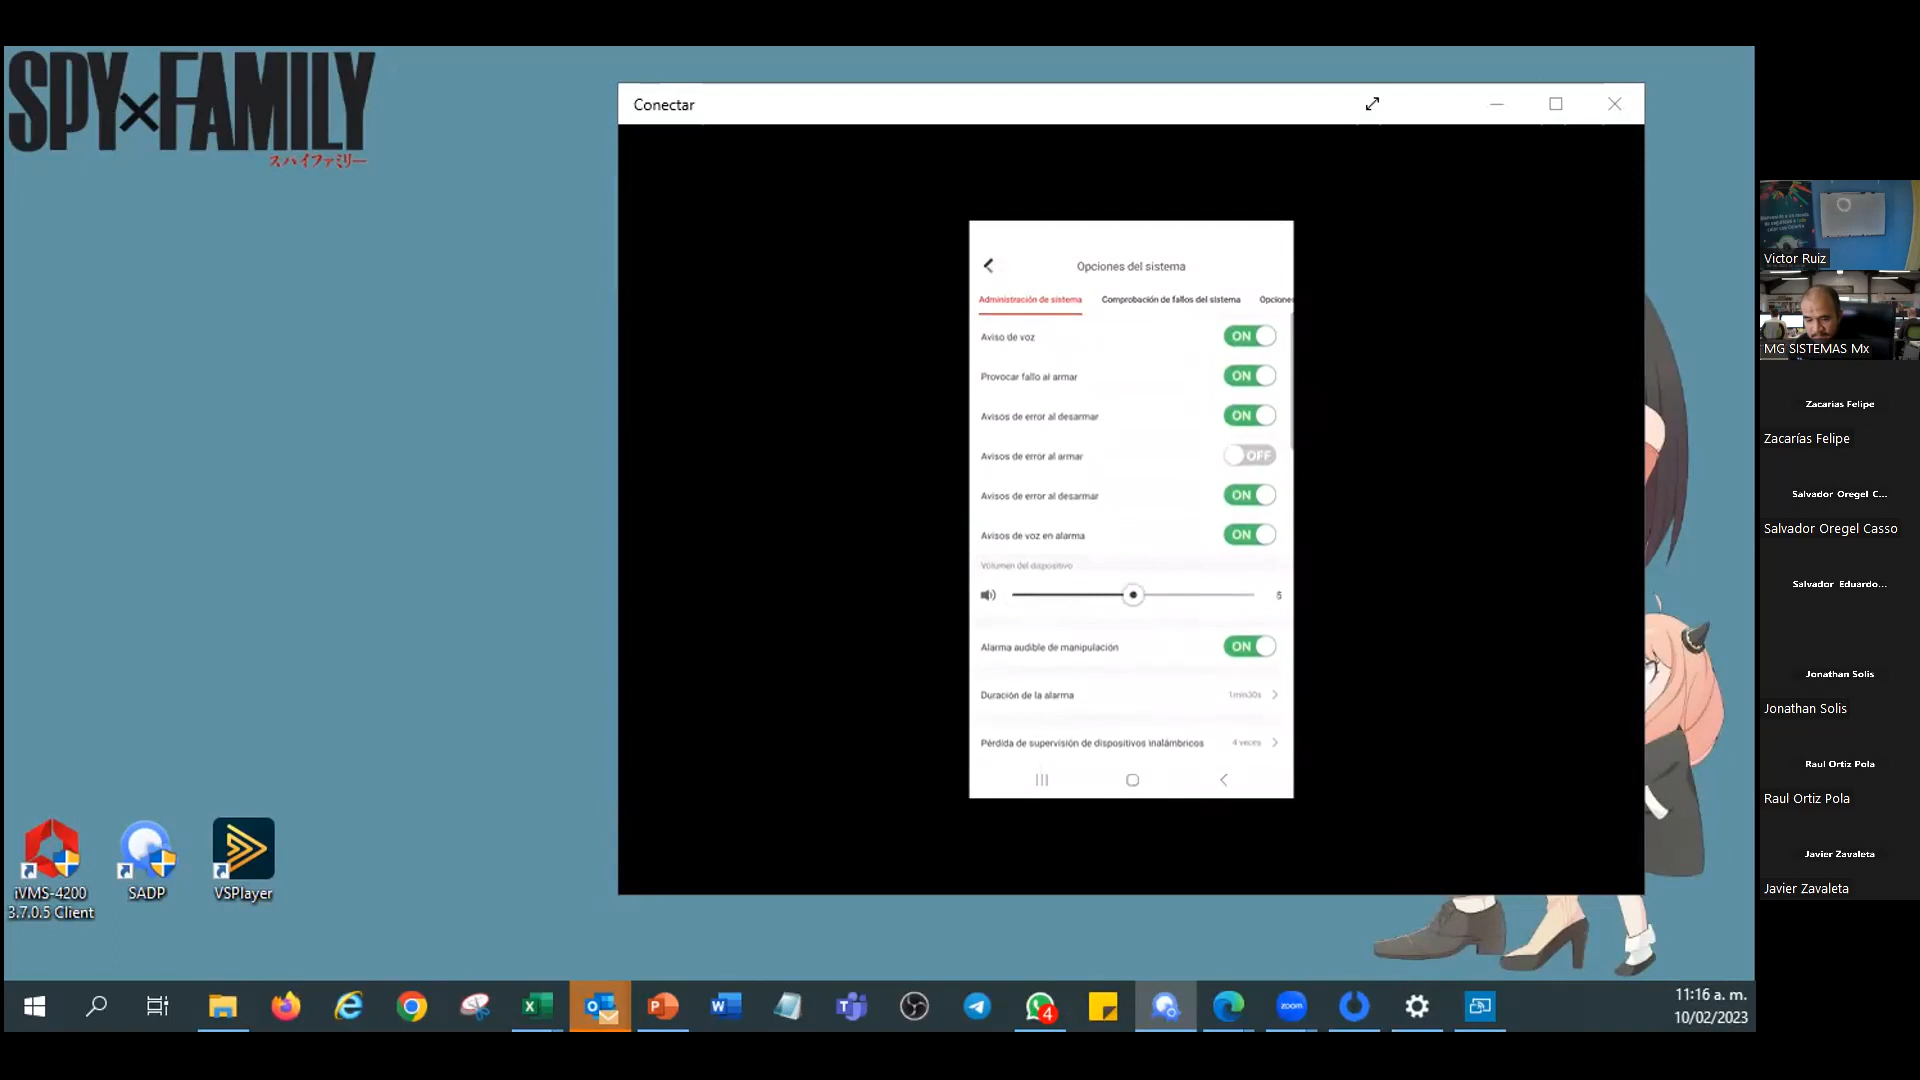 SPY×FAMILY
スパイファミリー
Conectar
Opciones del sistema
Administración de sistema
Comprobación de fallos del sistema
Opcione
Aviso de voz
ON
Provocar fallo al armar
ON
Avisos de error al desarmar
ON
Avisos de error al armar
OFF
Avisos de error al desarmar
ON
Avisos de voz en alarma
ON
Volumen del dispositivo
5
Alarma audible de manipulación
ON
Duración de la alarma
1min30s
Pérdida de supervisión de dispositivos inalámbricos
4 veces
iVMS-4200
3.7.0.5 Client
SADP
VSPlayer
zoom
4
11:16 a. m.
10/02/2023
Victor Ruiz
MG SISTEMAS Mx
Zacarías Felipe
Zacarías Felipe
Salvador Oregel C...
Salvador Oregel Casso
Salvador Eduardo...
Jonathan Solis
Jonathan Solis
Raul Ortiz Pola
Raul Ortiz Pola
Javier Zavaleta
Javier Zavaleta